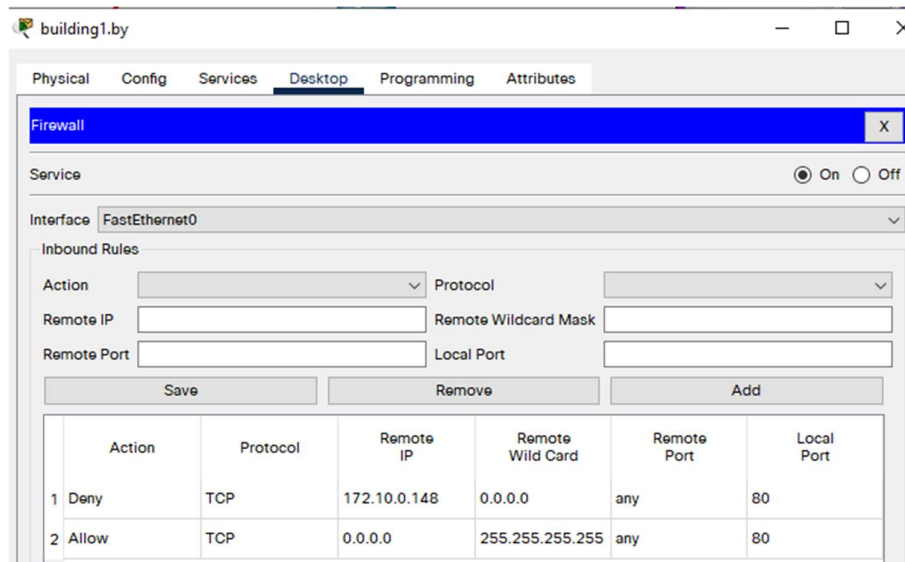 building1.by
Physical Config Services Desktop Programming Attributes
Firewall X
Service On Off
Interface FastEthernet0
Inbound Rules
Action Protocol
Remote IP Remote Wildcard Mask
Remote Port Local Port
Save Remove Add
Action Protocol Remote IP Remote Wild Card Remote Port Local Port
1 Deny TCP 172.10.0.148 0.0.0.0 any 80
2 Allow TCP 0.0.0.0 255.255.255.255 any 80